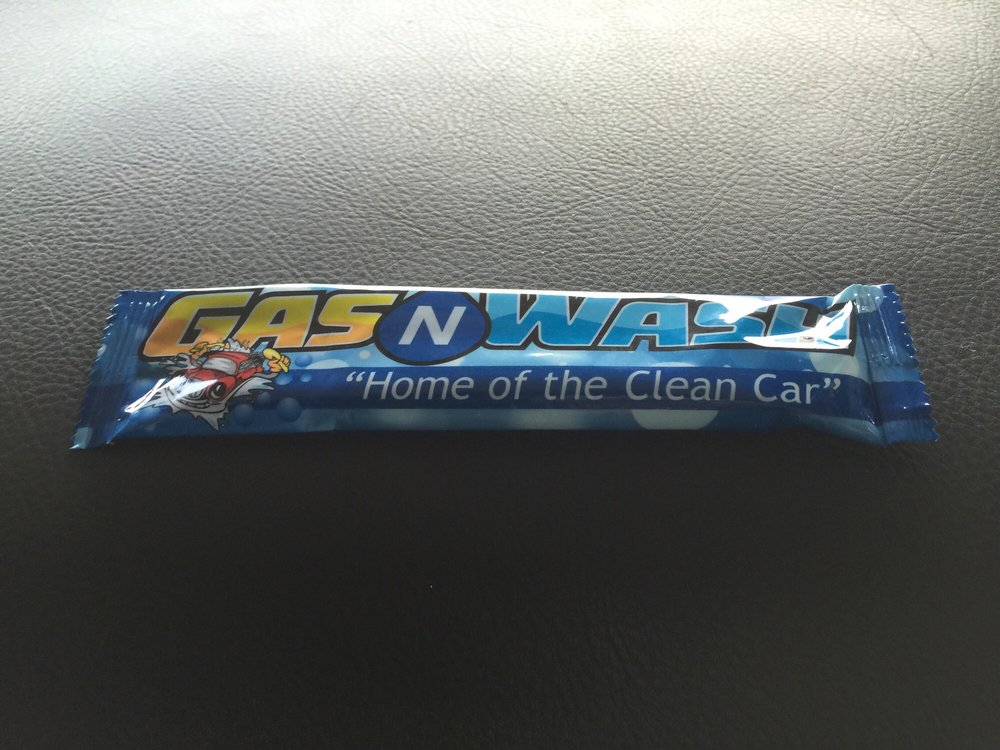 GAS N WASH
"Home of the Clean Car"